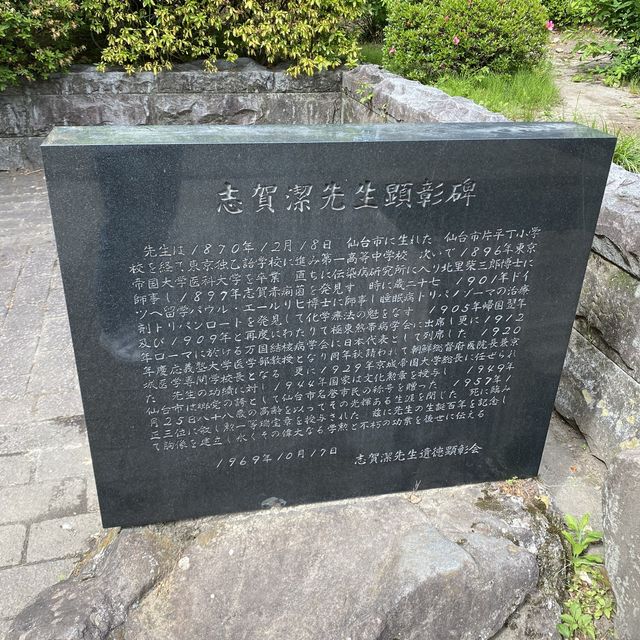 志賀潔先生顕彰碑
先生は1870年12月18日 仙台市に生れた 仙台市片平丁小学
校を経て東京独乙語学校に進み第一高等中学校 次いで1896年東京
帝国大学医科大学を卒業 直ちに伝染病研究所に入り北里柴三郎博士に
師事し1897年志賀赤痢菌を発見す 時に歳二十七 1901年ドイ
ツへ留学パウル・エールリヒ博士に師事し睡眠病トリパノゾーマの治療
剤トリパンロートを発見して化学療法の魁をなす 1905年帰国翌年
及び1909年と再度にわたりて極東熱帯病学会に出席し更に1912
年ローマに於ける万国結核病学会に日本代表として列席した 1920
年慶応義塾大学医学部教授となり同年秋請われて朝鮮総督府医院長兼京
城医学専門学校長となる 更に1929年京城帝国大学総長に任ぜられ
た 先生の功績に対し1944年国家は文化勲章を授与し 1949年
仙台市は郷党の誇として仙台市名誉市民の称号を贈った 1957年1
月25日八十八歳の高齢を以って其の光輝ある生涯を閉じた 死に臨み
三三位に叙し勲一等瑞宝章を授与された 茲に先生の生誕百年を記念し
て胸像を建立し永くその偉大なる学勲と不朽の功業を後世に伝える
1969年10月17日 志賀潔先生遺徳顕彰会